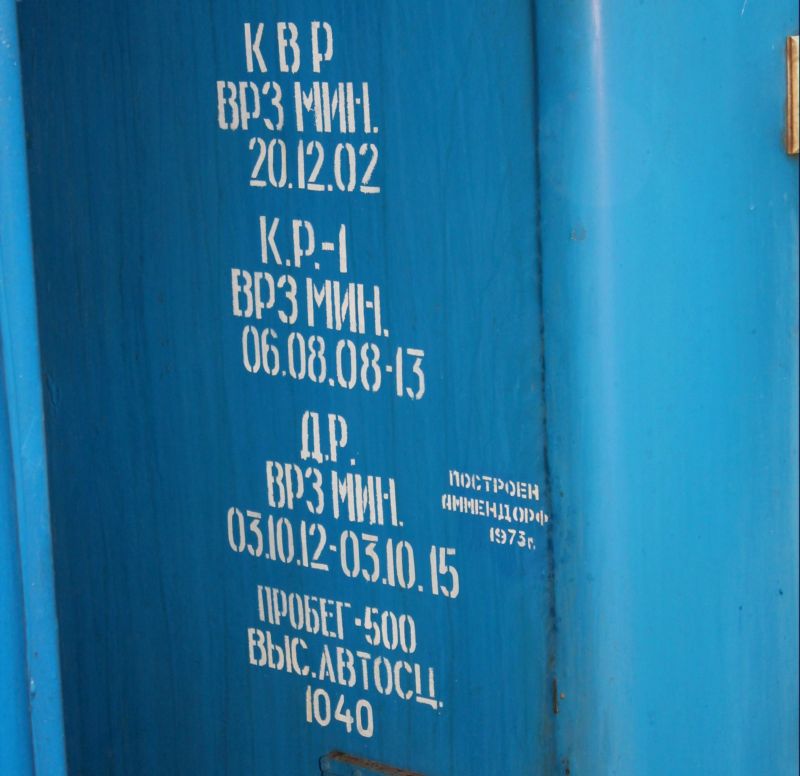 КВР
ВРЗ МИН.
20.12.02
К.Р.-1
ВРЗ МИН.
06.08.08-13
Д.Р.
ВРЗ МИН.
03.10.12-03.10.15
ПРОБЕГ-500
ВЫС.АВТОСЦ.
1040
ПОСТРОЕН
АММЕНДОРФ
1973г.